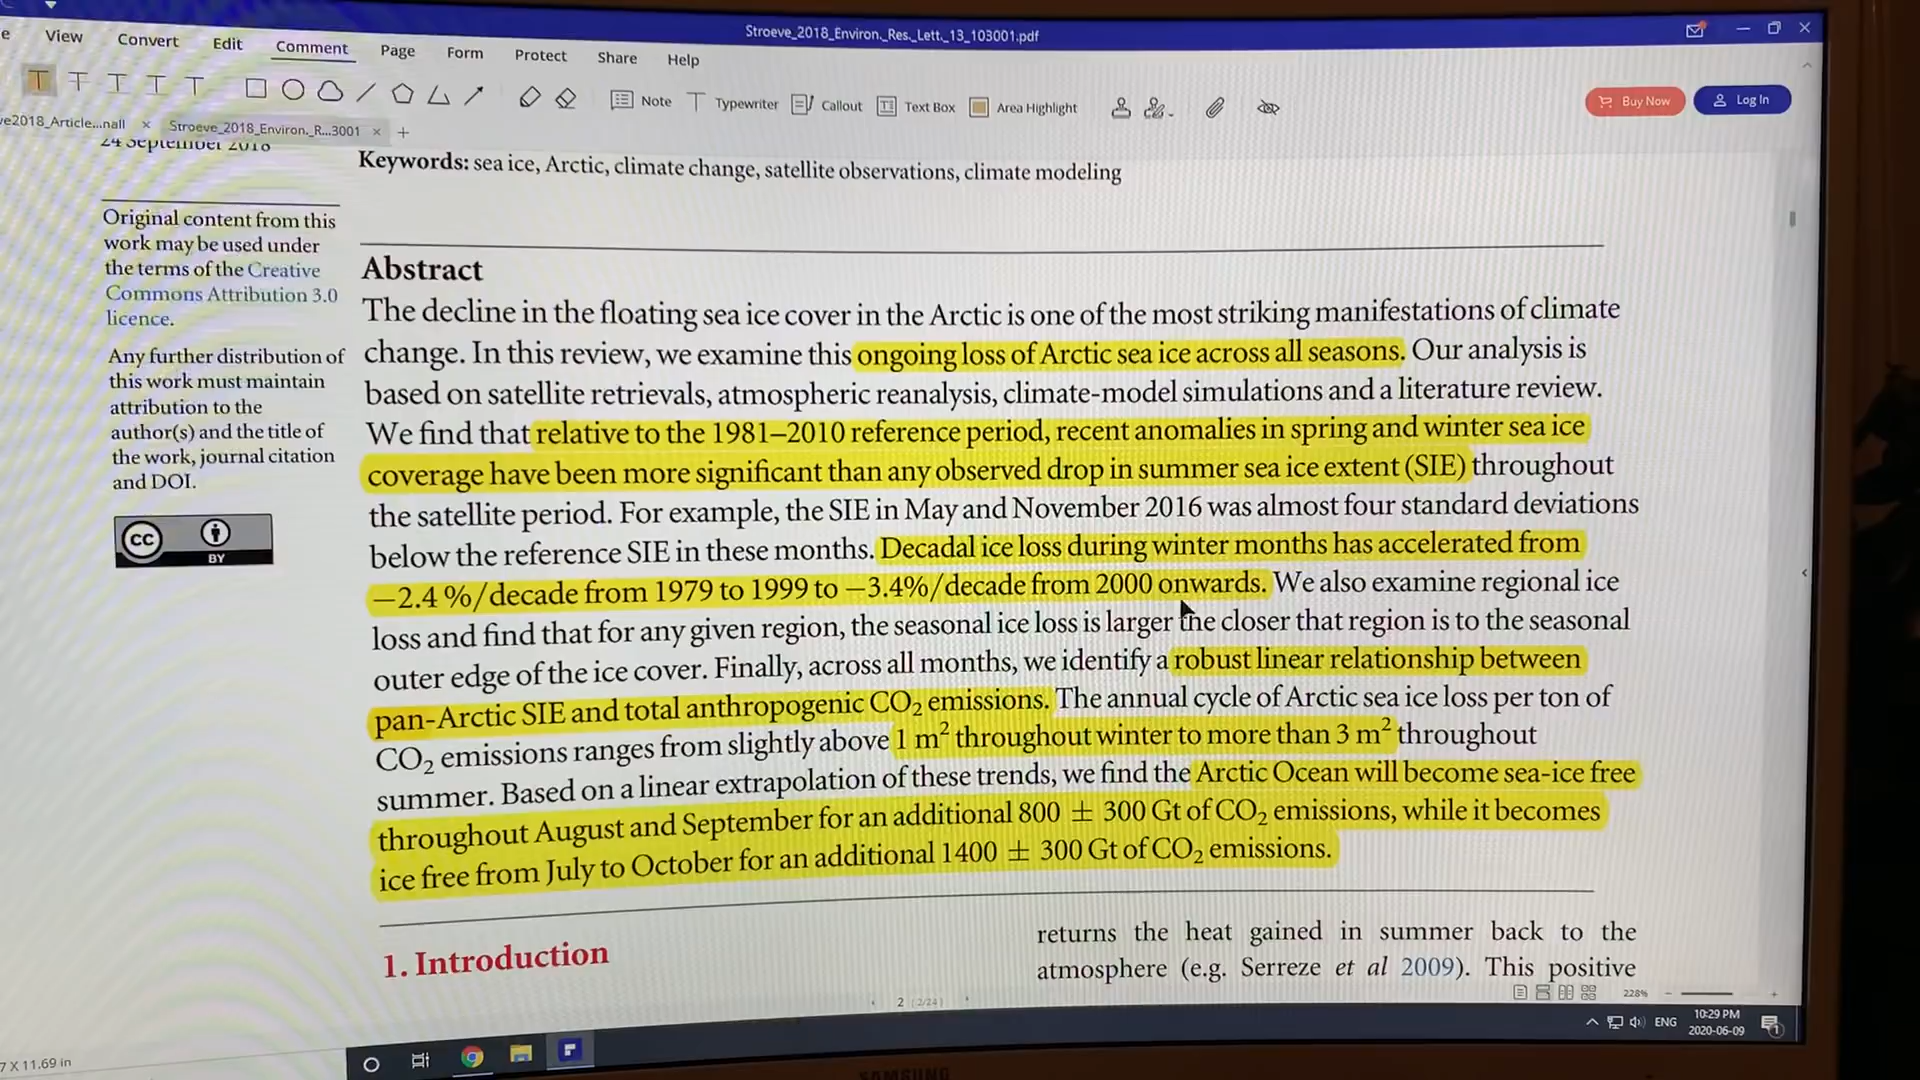 Stroeve_2018_Environ._Res._Lett._13_103001.pdf
e View Convert Edit Comment Page Form Protect Share Help
Note Typewriter Callout Text Box Area Highlight
Buy Now Log In
ve2018_Article...nall × Stroeve_2018_Environ._R...3001 × +
24 September 2018
Keywords: sea ice, Arctic, climate change, satellite observations, climate modeling
Original content from this
work may be used under
the terms of the Creative
Commons Attribution 3.0
licence.
Any further distribution of
this work must maintain
attribution to the
author(s) and the title of
the work, journal citation
and DOI.
cc
BY
Abstract
The decline in the floating sea ice cover in the Arctic is one of the most striking manifestations of climate
change. In this review, we examine this ongoing loss of Arctic sea ice across all seasons. Our analysis is
based on satellite retrievals, atmospheric reanalysis, climate-model simulations and a literature review.
We find that relative to the 1981–2010 reference period, recent anomalies in spring and winter sea ice
coverage have been more significant than any observed drop in summer sea ice extent (SIE) throughout
the satellite period. For example, the SIE in May and November 2016 was almost four standard deviations
below the reference SIE in these months. Decadal ice loss during winter months has accelerated from
−2.4 %/decade from 1979 to 1999 to −3.4%/decade from 2000 onwards. We also examine regional ice
loss and find that for any given region, the seasonal ice loss is larger the closer that region is to the seasonal
outer edge of the ice cover. Finally, across all months, we identify a robust linear relationship between
pan-Arctic SIE and total anthropogenic CO₂ emissions. The annual cycle of Arctic sea ice loss per ton of
CO₂ emissions ranges from slightly above 1 m² throughout winter to more than 3 m² throughout
summer. Based on a linear extrapolation of these trends, we find the Arctic Ocean will become sea-ice free
throughout August and September for an additional 800 ± 300 Gt of CO₂ emissions, while it becomes
ice free from July to October for an additional 1400 ± 300 Gt of CO₂ emissions.
1. Introduction
returns the heat gained in summer back to the
atmosphere (e.g. Serreze et al 2009). This positive
2 (2/24)
228%
7 X 11.69 in
ENG
10:29 PM
2020-06-09
1
SAMSUNG